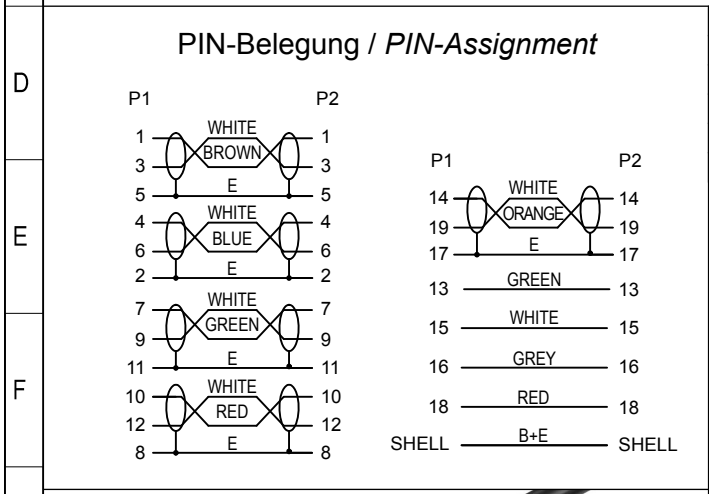 PIN-Belegung / PIN-Assignment
D
E
F
P1 P2
1 WHITE 1
3 BROWN 3
5 E 5
4 WHITE 4
6 BLUE 6
2 E 2
7 WHITE 7
9 GREEN 9
11 E 11
10 WHITE 10
12 RED 12
8 E 8
P1 P2
14 WHITE 14
19 ORANGE 19
17 E 17
13 GREEN 13
15 WHITE 15
16 GREY 16
18 RED 18
SHELL B+E SHELL